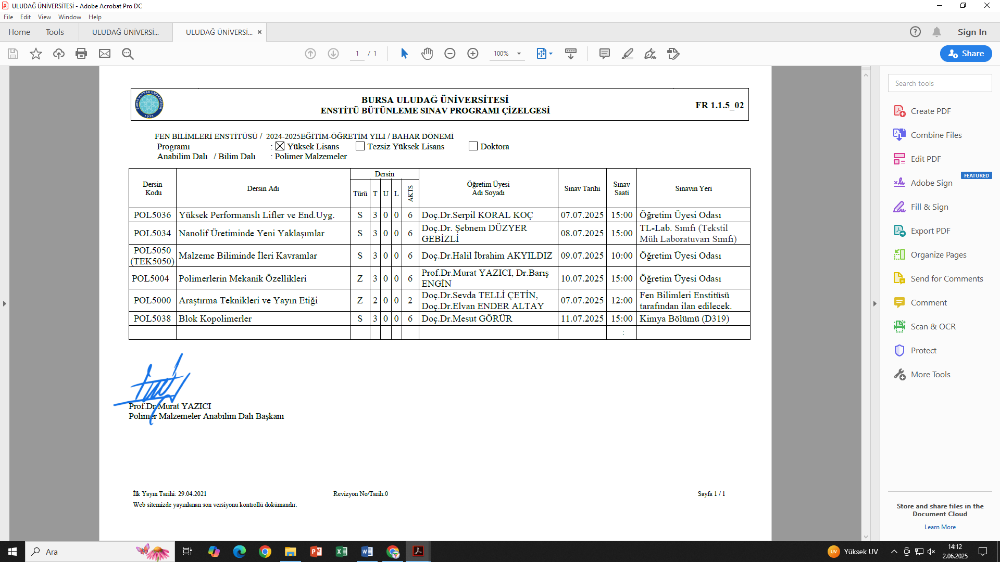 ULUDAĞ ÜNİVERSİTESİ - Adobe Acrobat Pro DC
File Edit View Window Help
Home Tools ULUDAĞ ÜNİVERSİ... ULUDAĞ ÜNİVERSİ... Sign In
1 / 1 100% Share
BURSA ULUDAĞ ÜNİVERSİTESİ
ENSTİTÜ BÜTÜNLEME SINAV PROGRAMI ÇİZELGESİ
FR 1.1.5_02
FEN BİLİMLERİ ENSTİTÜSÜ / 2024-2025EĞİTİM-ÖĞRETİM YILI / BAHAR DÖNEMİ
Programı : Yüksek Lisans Tezsiz Yüksek Lisans Doktora
Anabilim Dalı / Bilim Dalı : Polimer Malzemeler
Dersin Kodu Dersin Adı Dersin Türü T U L AKTS Öğretim Üyesi Adı Soyadı Sınav Tarihi Sınav Saati Sınavın Yeri
POL5036 Yüksek Performanslı Lifler ve End.Uyg. S 3 0 0 6 Doç.Dr.Serpil KORAL KOÇ 07.07.2025 15:00 Öğretim Üyesi Odası
POL5034 Nanolif Üretiminde Yeni Yaklaşımlar S 3 0 0 6 Doç.Dr. Şebnem DÜZYER GEBİZLİ 08.07.2025 15:00 TL-Lab. Sınıfı (Tekstil Müh Laboratuvarı Sınıfı)
POL5050 (TEK5050) Malzeme Biliminde İleri Kavramlar S 3 0 0 6 Doç.Dr.Halil İbrahim AKYILDIZ 09.07.2025 10:00 Öğretim Üyesi Odası
POL5004 Polimerlerin Mekanik Özellikleri Z 3 0 0 6 Prof.Dr.Murat YAZICI, Dr.Barış ENGİN 10.07.2025 15:00 Öğretim Üyesi Odası
POL5000 Araştırma Teknikleri ve Yayın Etiği Z 2 0 0 2 Doç.Dr.Sevda TELLİ ÇETİN, Doç.Dr.Elvan ENDER ALTAY 07.07.2025 12:00 Fen Bilimleri Enstitüsü tarafından ilan edilecek.
POL5038 Blok Kopolimerler S 3 0 0 6 Doç.Dr.Mesut GÖRÜR 11.07.2025 15:00 Kimya Bölümü (D319)
:
Prof.Dr.Murat YAZICI
Polimer Malzemeler Anabilim Dalı Başkanı
İlk Yayın Tarihi: 29.04.2021 Revizyon No/Tarih:0 Sayfa 1 / 1
Web sitemizde yayınlanan son versiyonu kontrollü dokümandır.
Search tools
Create PDF
Combine Files
Edit PDF
FEATURED
Adobe Sign
Fill & Sign
Export PDF
Organize Pages
Send for Comments
Comment
Scan & OCR
Protect
More Tools
Store and share files in the
Document Cloud
Learn More
Ara
UV Yüksek UV
14:12
2.06.2025